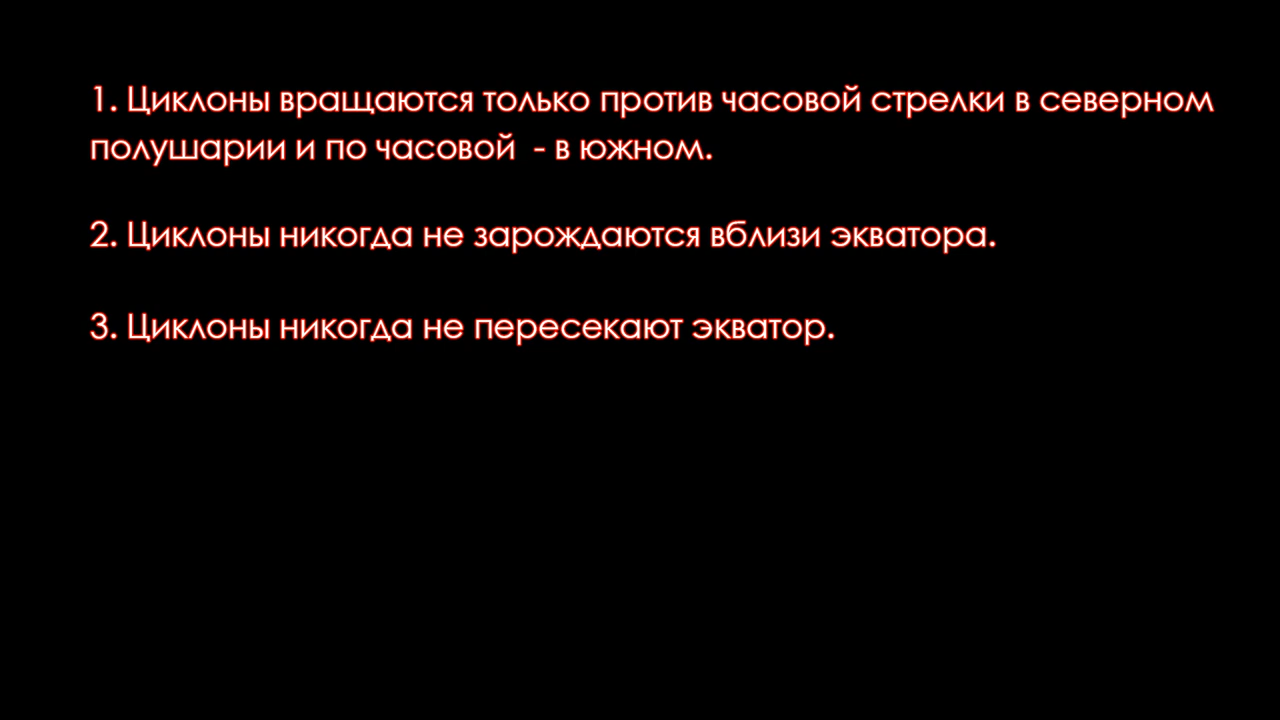 1. Циклоны вращаются только против часовой стрелки в северном
полушарии и по часовой  - в южном.
2. Циклоны никогда не зарождаются вблизи экватора.
3. Циклоны никогда не пересекают экватор.